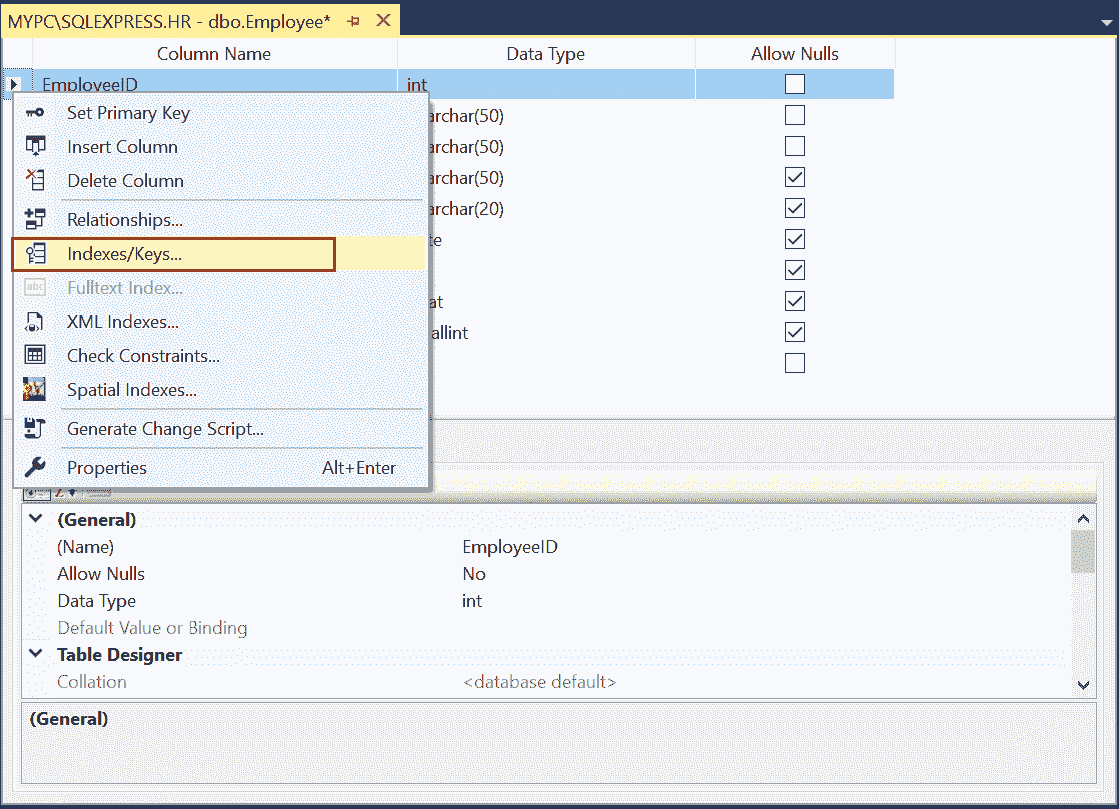 MYPC\SQLEXPRESS.HR - dbo.Employee*
Column Name Data Type Allow Nulls
EmployeeID int
Set Primary Key archar(50)
Insert Column archar(50)
Delete Column archar(50)
Relationships... archar(20)
Indexes/Keys... te
Fulltext Index...
XML Indexes... at
Check Constraints... allint
Spatial Indexes...
Generate Change Script...
Properties Alt+Enter
(General)
(Name) EmployeeID
Allow Nulls No
Data Type int
Default Value or Binding
Table Designer
Collation <database default>
(General)